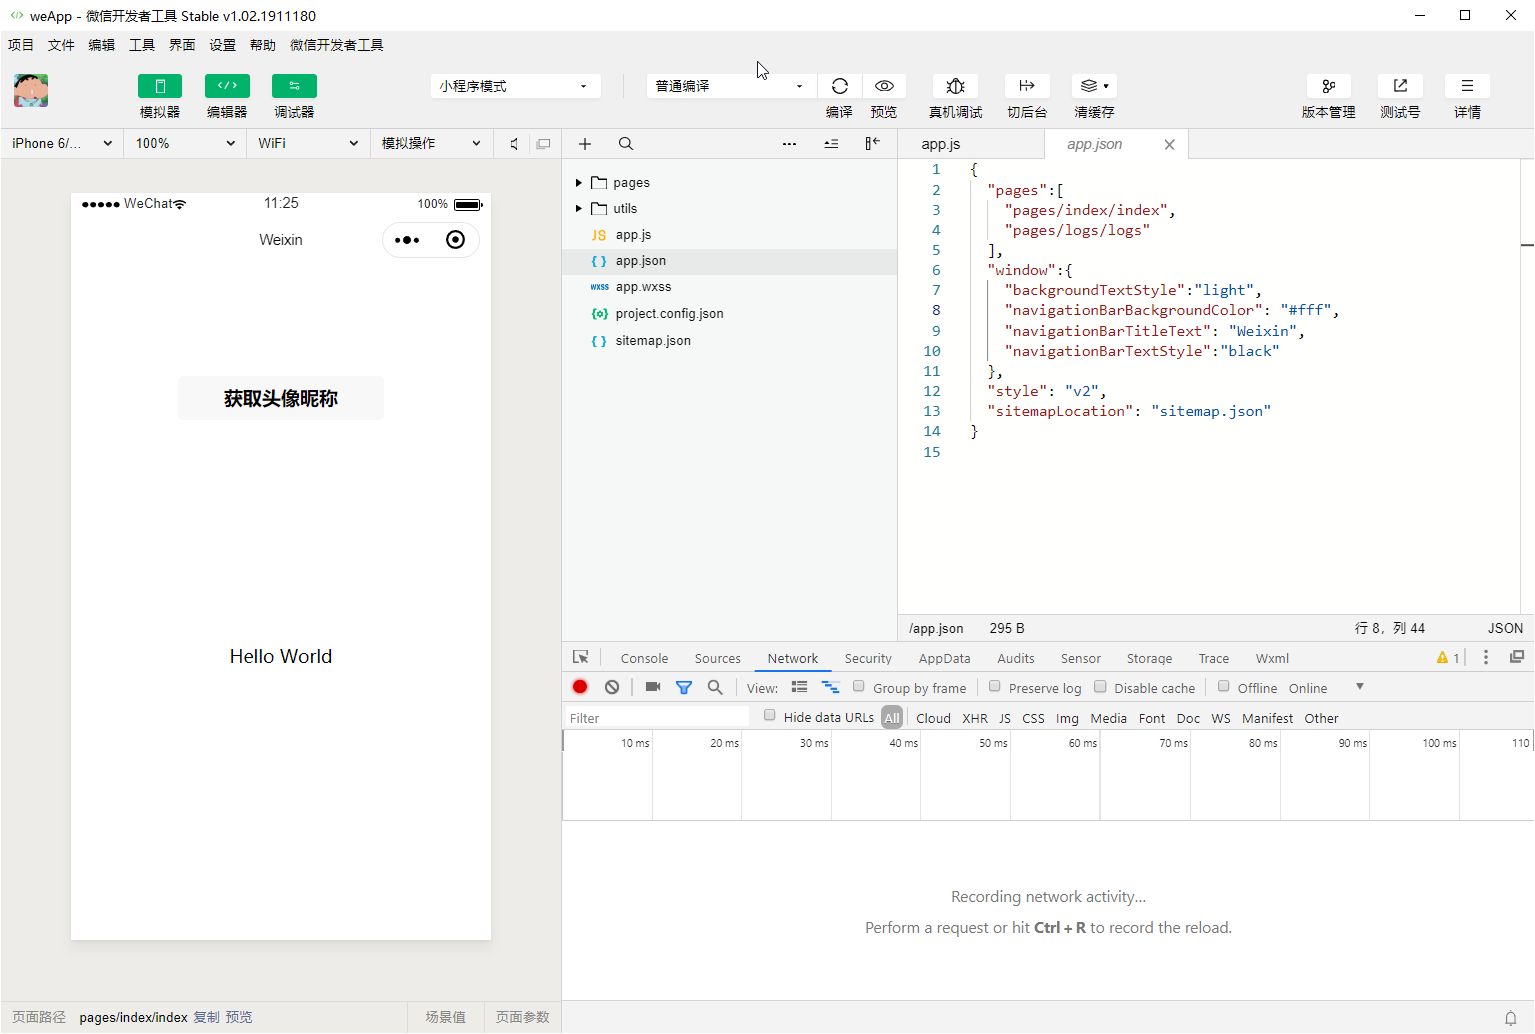 weApp - 微信开发者工具 Stable v1.02.1911180
项目 文件 编辑 工具 界面 设置 帮助 微信开发者工具
小程序模式 普通编译
模拟器 编辑器 调试器 编译 预览 真机调试 切后台 清缓存 版本管理 测试号 详情
iPhone 6/... 100% WiFi 模拟操作
WeChat 11:25 100%
Weixin
获取头像昵称
Hello World
页面路径 pages/index/index 复制 预览 场景值 页面参数
pages
utils
JS app.js
{ } app.json
wxss app.wxss
{o} project.config.json
{ } sitemap.json
app.js app.json
1 {
2 "pages":[
3 "pages/index/index",
4 "pages/logs/logs"
5 ],
6 "window":{
7 "backgroundTextStyle":"light",
8 "navigationBarBackgroundColor": "#fff",
9 "navigationBarTitleText": "Weixin",
10 "navigationBarTextStyle":"black"
11 },
12 "style": "v2",
13 "sitemapLocation": "sitemap.json"
14 }
15
/app.json 295 B 行 8，列 44 JSON
Console Sources Network Security AppData Audits Sensor Storage Trace Wxml 1
View: Group by frame Preserve log Disable cache Offline Online
Filter Hide data URLs All Cloud XHR JS CSS Img Media Font Doc WS Manifest Other
10 ms 20 ms 30 ms 40 ms 50 ms 60 ms 70 ms 80 ms 90 ms 100 ms 110
Recording network activity...
Perform a request or hit Ctrl + R to record the reload.